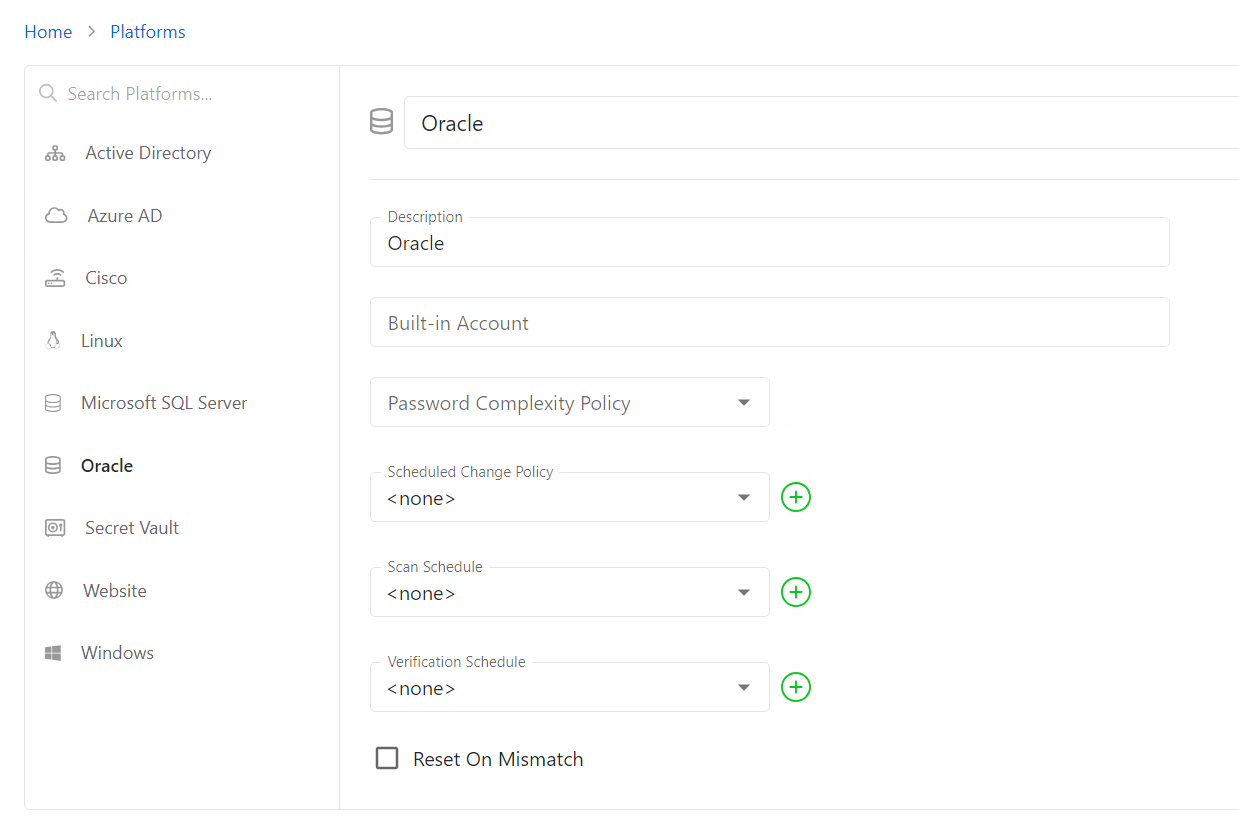 Home > Platforms
Search Platforms...
Active Directory
Azure AD
Cisco
Linux
Microsoft SQL Server
Oracle
Secret Vault
Website
Windows
Oracle
Description
Oracle
Built-in Account
Password Complexity Policy
Scheduled Change Policy
<none>
Scan Schedule
<none>
Verification Schedule
<none>
Reset On Mismatch